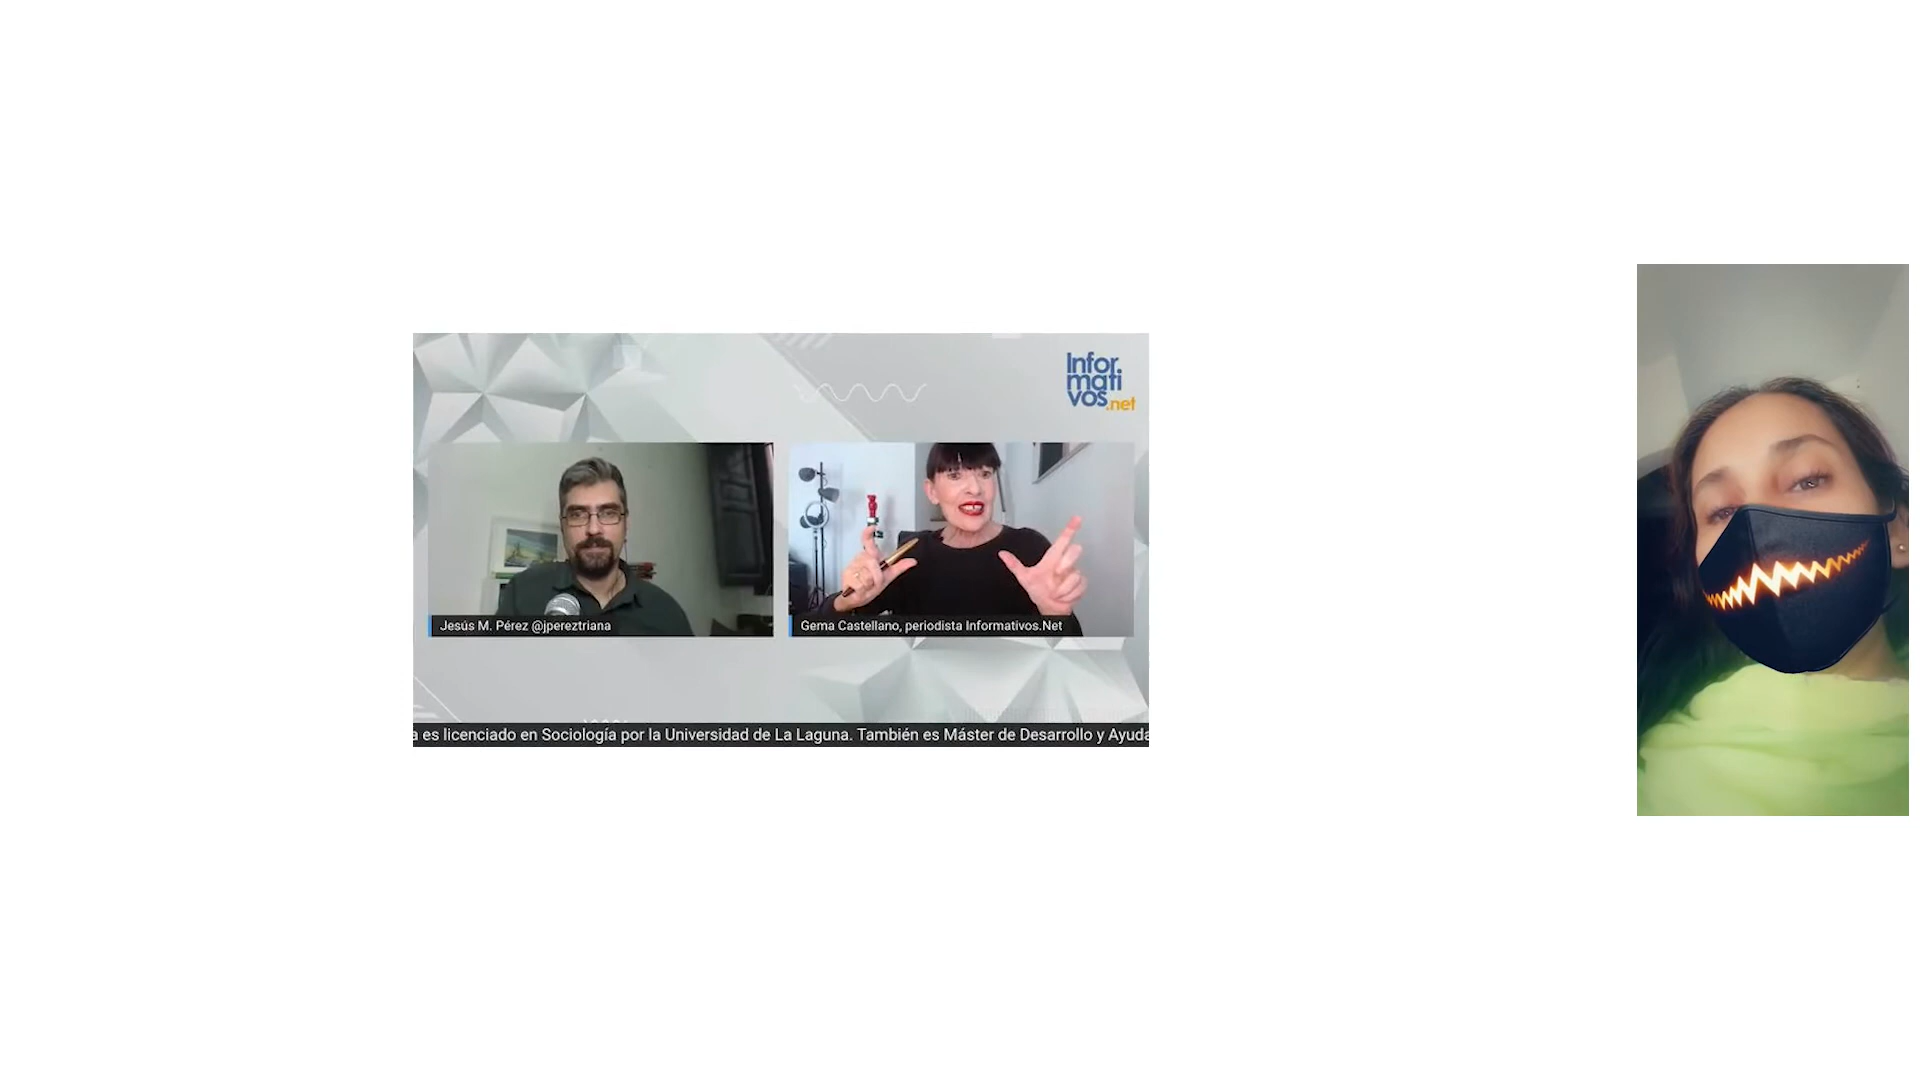 Infor.
mati
vos.net
Jesús M. Pérez @jpereztriana
Gema Castellano, periodista Informativos.Net
a es licenciado en Sociología por la Universidad de La Laguna. También es Máster de Desarrollo y Ayuda